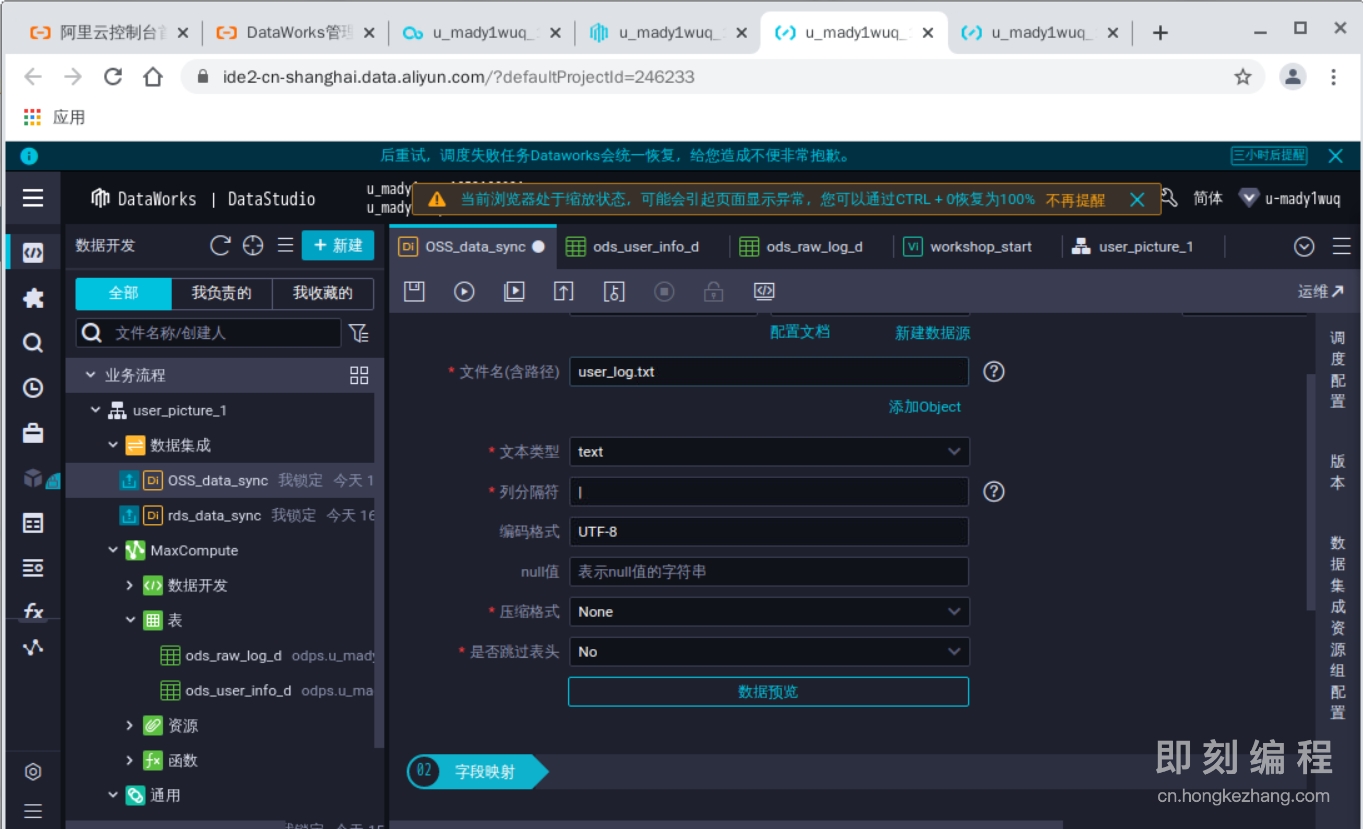 阿里云控制台首
DataWorks管理
u_mady1wuq_
u_mady1wuq_
u_mady1wuq_
u_mady1wuq_
ide2-cn-shanghai.data.aliyun.com/?defaultProjectId=246233
应用
后重试，调度失败任务Dataworks会统一恢复，给您造成不便非常抱歉。
三小时后提醒
DataWorks | DataStudio
u_mady
u_mady
当前浏览器处于缩放状态，可能会引起页面显示异常，您可以通过CTRL + 0恢复为100%
不再提醒
简体
u-mady1wuq
数据开发
+ 新建
Di OSS_data_sync
ods_user_info_d
ods_raw_log_d
VI workshop_start
user_picture_1
全部
我负责的
我收藏的
运维
文件名称/创建人
配置文档
新建数据源
业务流程
* 文件名(含路径)
user_log.txt
添加Object
user_picture_1
数据集成
* 文本类型
text
Di OSS_data_sync 我锁定 今天 1
* 列分隔符
|
Di rds_data_sync 我锁定 今天 16
编码格式
UTF-8
MaxCompute
null值
表示null值的字符串
数据开发
* 压缩格式
None
表
* 是否跳过表头
No
ods_raw_log_d odps.u_mady
ods_user_info_d odps.u_ma
数据预览
资源
函数
fx
02
字段映射
通用
调度配置
版本
数据集成资源组配置
即刻编程
cn.hongkezhang.com